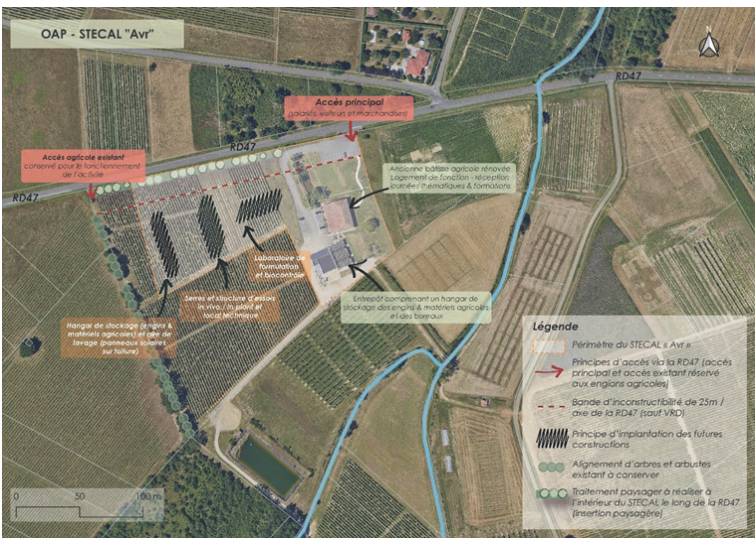 OAP - STECAL "Avr"
RD47
Accès principal
(salariés, visiteurs et marchandises)
RD47
Accès agricole existant
conservé pour le fonctionnement
de l'activité
RD47
Ancienne bâtisse agricole rénovée
Logement de fonction - réception
journées thématiques & formations
Laboratoire de
formulation
et biocontrôle
Serres et structure d'essais
in vivo / in plant et
local technique
Entrepôt comprenant un hangar de
stockage des engins & matériels agricoles
et des bureaux
Hangar de stockage (engins &
matériels agricoles) et aire de
lavage (panneaux solaires
sur toiture)
Légende
Périmètre du STECAL « Avr »
Principes d'accès via la RD47 (accès
principal et accès existant réservé
aux engions agricoles)
Bande d'inconstructibilité de 25m /
axe de la RD47 (sauf VRD)
Principe d'implantation des futures
constructions
Alignement d'arbres et arbustes
existant à conserver
Traitement paysager à réaliser à
l'intérieur du STECAL le long de la RD47
(insertion paysagère)
0 50 100 m